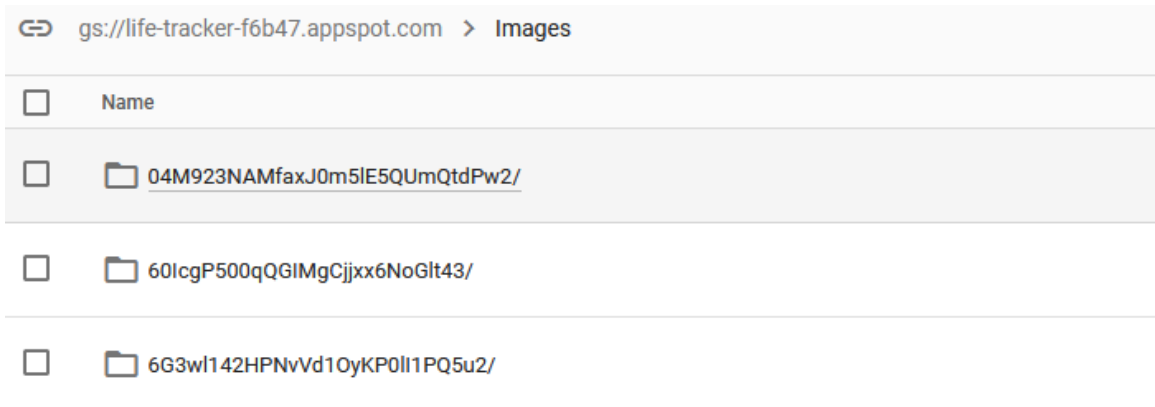 gs://life-tracker-f6b47.appspot.com > Images
Name
04M923NAMfaxJ0m5lE5QUmQtdPw2/
60IcgP500qQGIMgCjjxx6NoGlt43/
6G3wl142HPNvVd1OyKP0lI1PQ5u2/